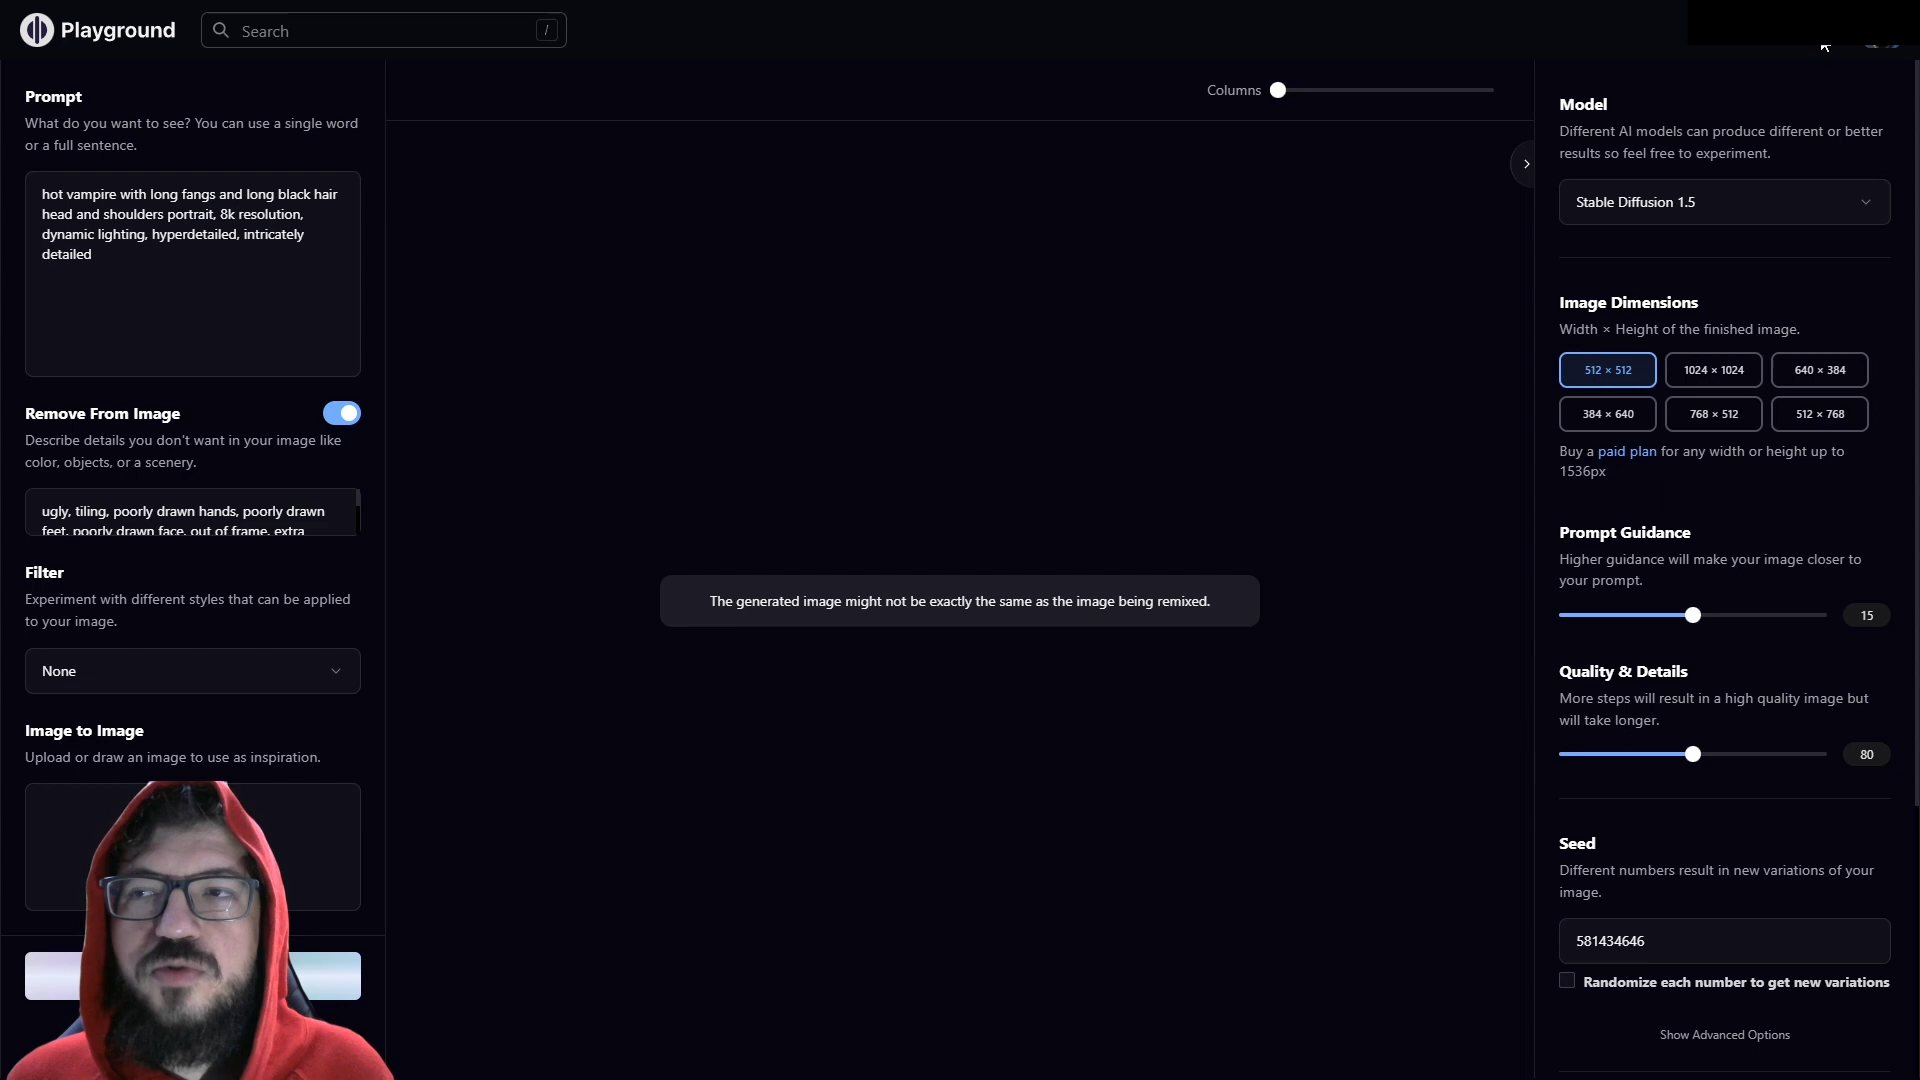 Playground
Search
/
Prompt
What do you want to see? You can use a single word
or a full sentence.
hot vampire with long fangs and long black hair
head and shoulders portrait, 8k resolution,
dynamic lighting, hyperdetailed, intricately
detailed
Remove From Image
Describe details you don't want in your image like
color, objects, or a scenery.
ugly, tiling, poorly drawn hands, poorly drawn
feet, poorly drawn face, out of frame, extra
Filter
Experiment with different styles that can be applied
to your image.
None
Image to Image
Upload or draw an image to use as inspiration.
Columns
The generated image might not be exactly the same as the image being remixed.
Model
Different AI models can produce different or better
results so feel free to experiment.
Stable Diffusion 1.5
Image Dimensions
Width × Height of the finished image.
512 × 512
1024 × 1024
640 × 384
384 × 640
768 × 512
512 × 768
Buy a paid plan for any width or height up to
1536px
Prompt Guidance
Higher guidance will make your image closer to
your prompt.
15
Quality & Details
More steps will result in a high quality image but
will take longer.
80
Seed
Different numbers result in new variations of your
image.
581434646
Randomize each number to get new variations
Show Advanced Options